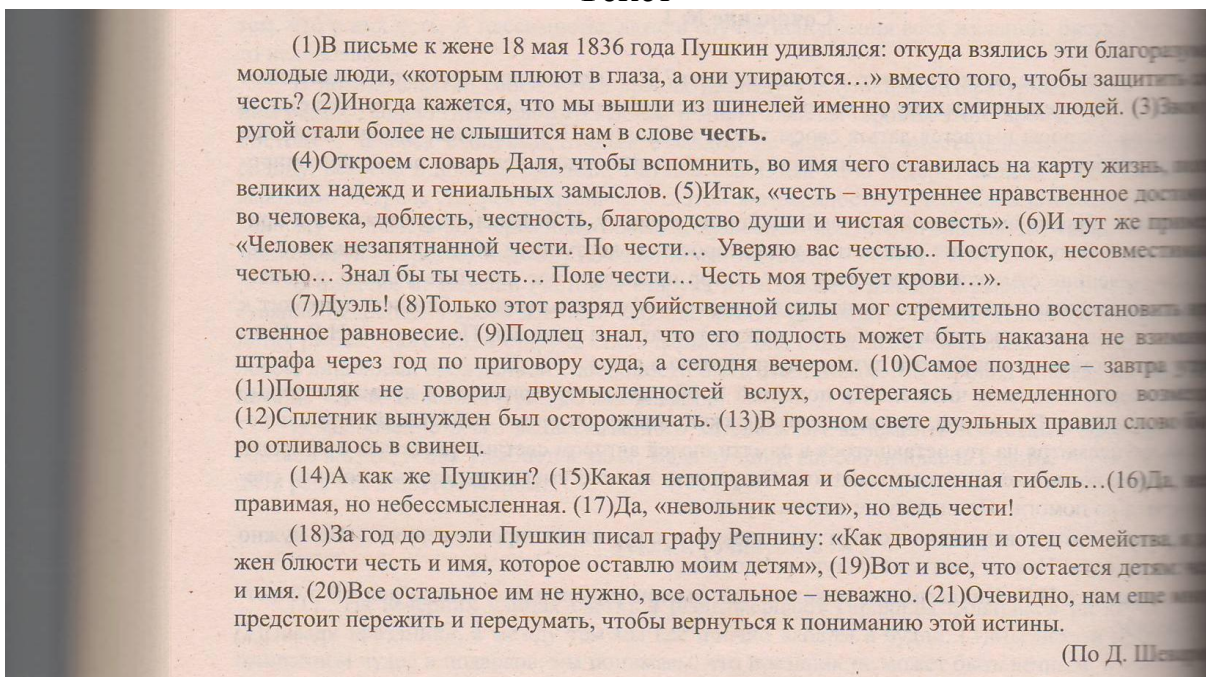 (1)В письме к жене 18 мая 1836 года Пушкин удивлялся: откуда взялись эти
молодые люди, «которым плюют в глаза, а они утираются…» вместо того, чтобы защитить
честь? (2)Иногда кажется, что мы вышли из шинелей именно этих смирных людей. (3)
ругой стали более не слышится нам в слове честь.
(4)Откроем словарь Даля, чтобы вспомнить, во имя чего ставилась на карту жизнь,
великих надежд и гениальных замыслов. (5)Итак, «честь – внутреннее нравственное
во человека, доблесть, честность, благородство души и чистая совесть». (6)И тут же
«Человек незапятнанной чести. По чести… Уверяю вас честью.. Поступок,
честью… Знал бы ты честь… Поле чести… Честь моя требует крови…».
(7)Дуэль! (8)Только этот разряд убийственной силы мог стремительно восстановить
ственное равновесие. (9)Подлец знал, что его подлость может быть наказана не
штрафа через год по приговору суда, а сегодня вечером. (10)Самое позднее – завтра
(11)Пошляк не говорил двусмысленностей вслух, остерегаясь немедленного
(12)Сплетник вынужден был осторожничать. (13)В грозном свете дуэльных правил слово
ро отливалось в свинец.
(14)А как же Пушкин? (15)Какая непоправимая и бессмысленная гибель…(16)Да,
правимая, но небессмысленная. (17)Да, «невольник чести», но ведь чести!
(18)За год до дуэли Пушкин писал графу Репнину: «Как дворянин и отец семейства,
жен блюсти честь и имя, которое оставлю моим детям», (19)Вот и все, что остается детям
и имя. (20)Все остальное им не нужно, все остальное – неважно. (21)Очевидно, нам еще
предстоит пережить и передумать, чтобы вернуться к пониманию этой истины.
(По Д.